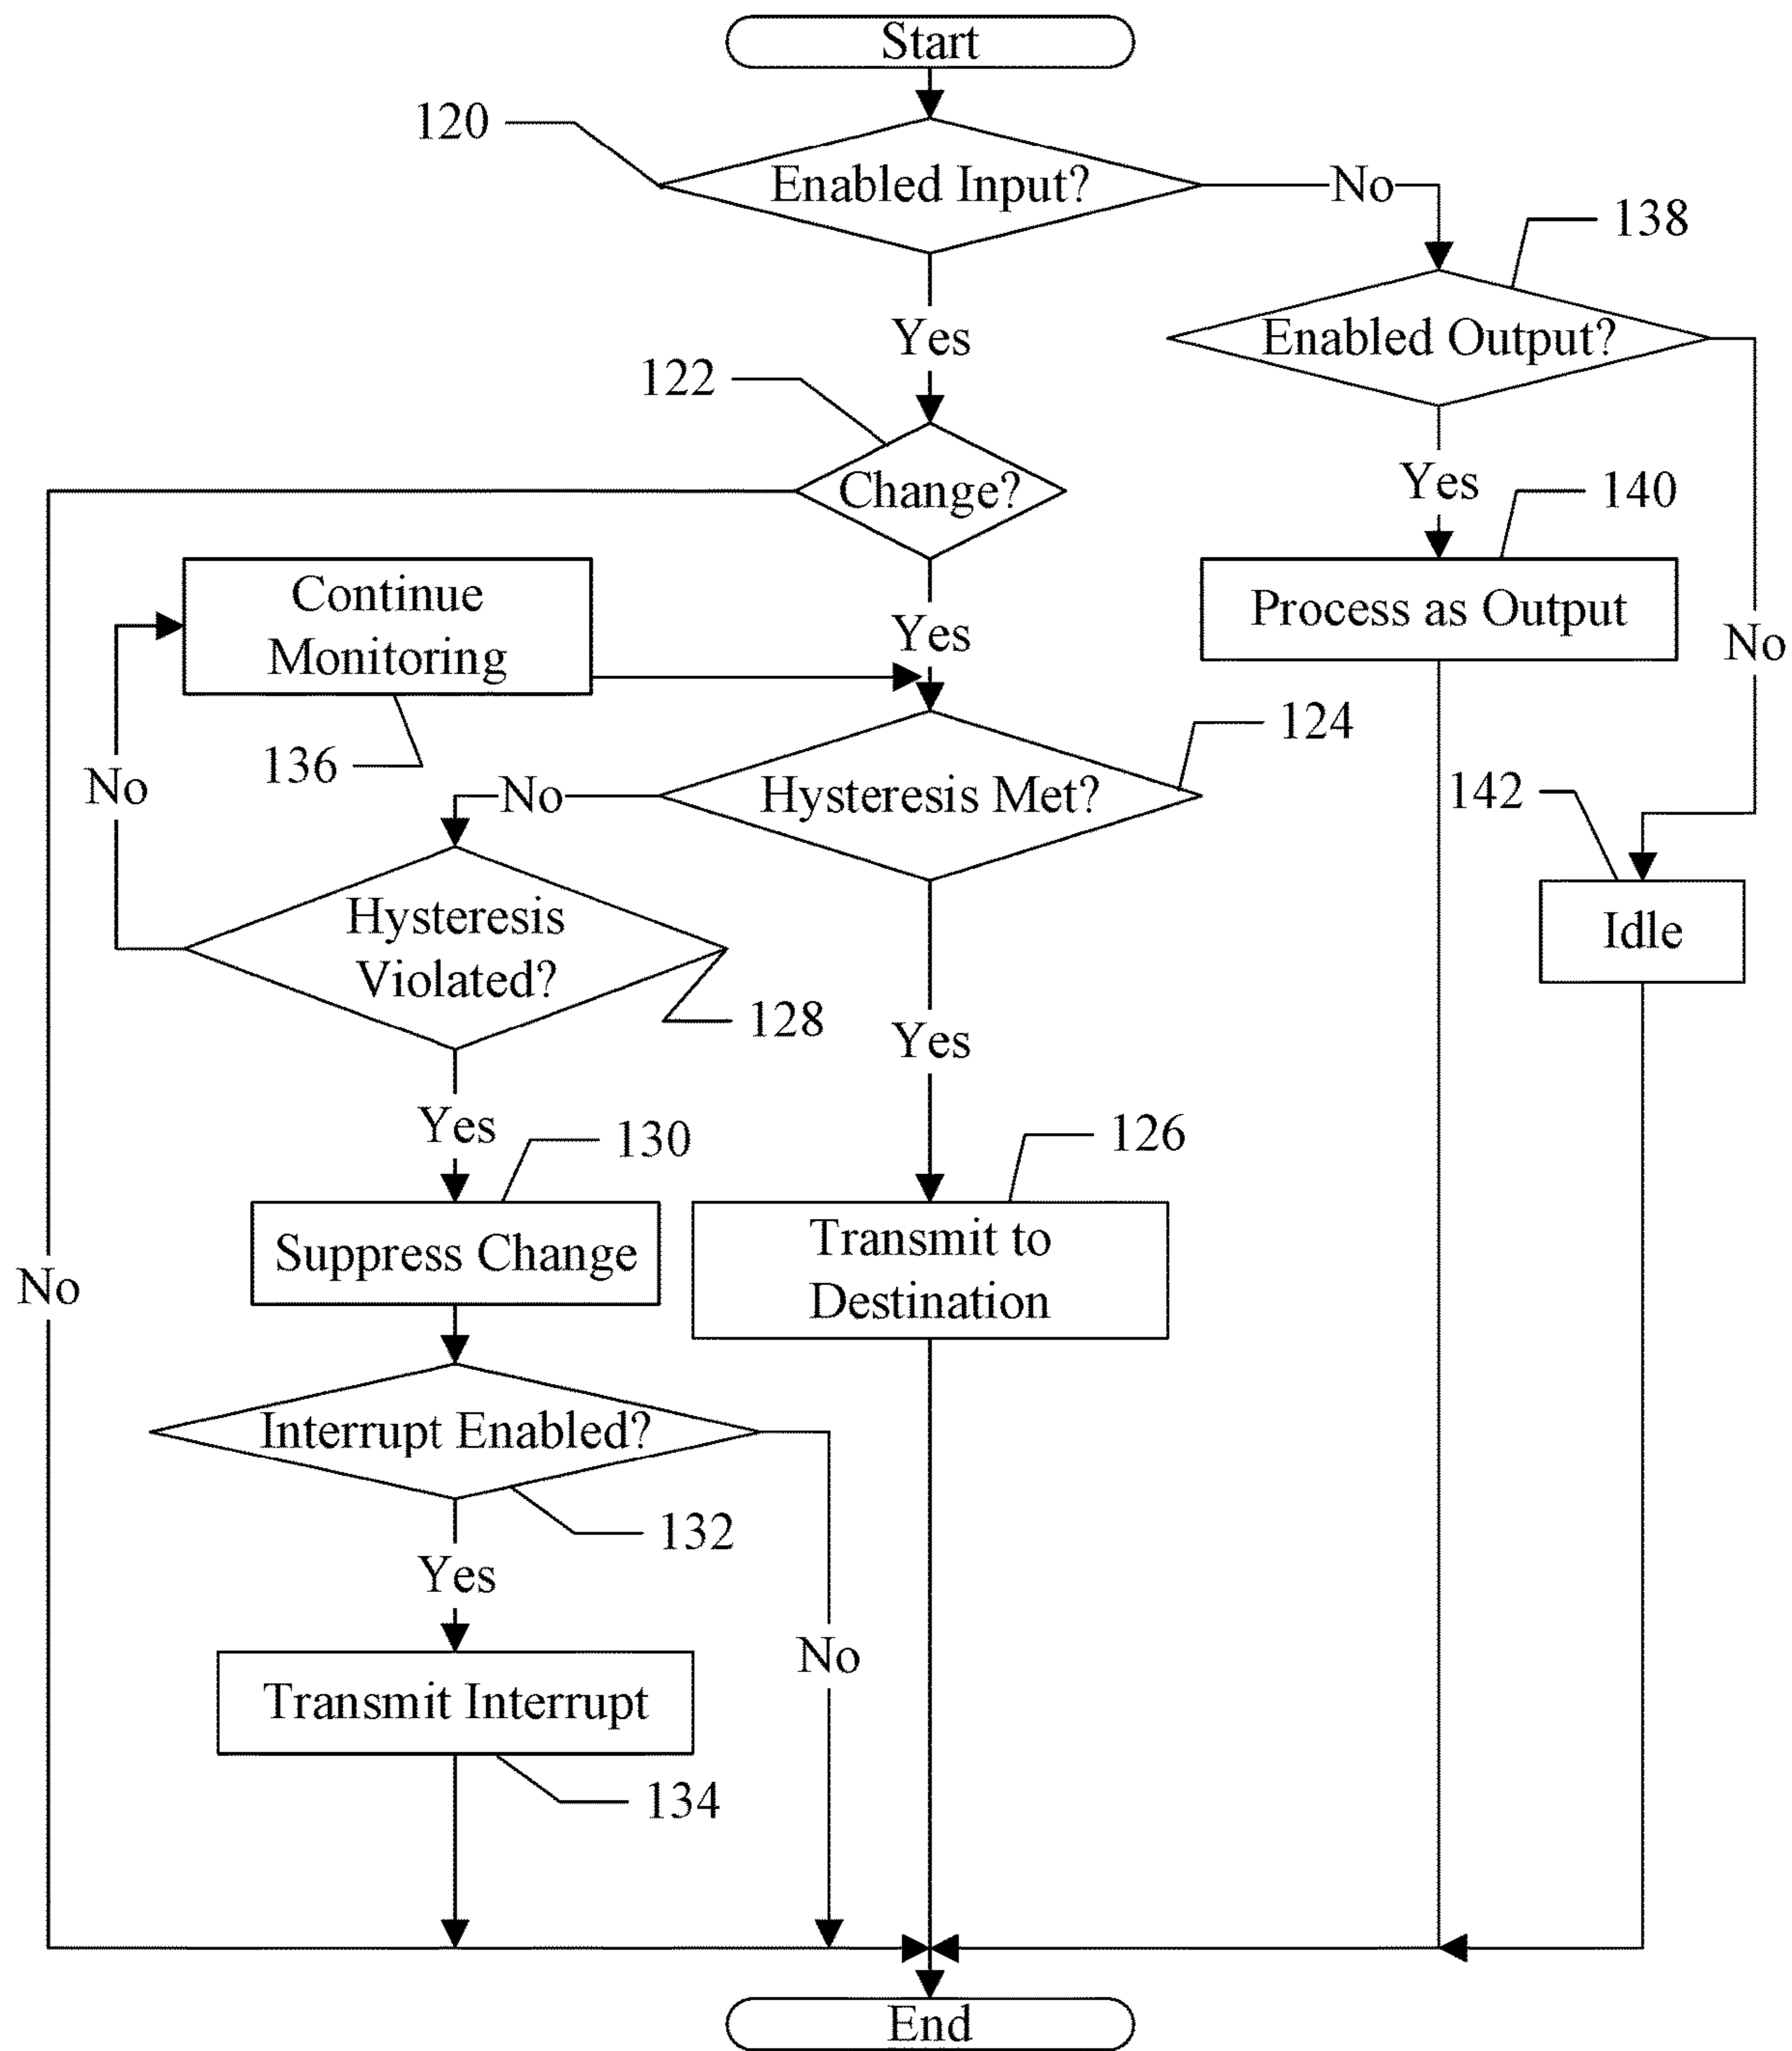 Start
120
Enabled Input?
No
138
Yes
Enabled Output?
122
Change?
Yes
140
Continue
Monitoring
Yes
Process as Output
No
136
124
No
No
Hysteresis Met?
142
Hysteresis
Violated?
Idle
128
Yes
Yes
130
126
Suppress Change
Transmit to
Destination
No
Interrupt Enabled?
132
Yes
No
Transmit Interrupt
134
End